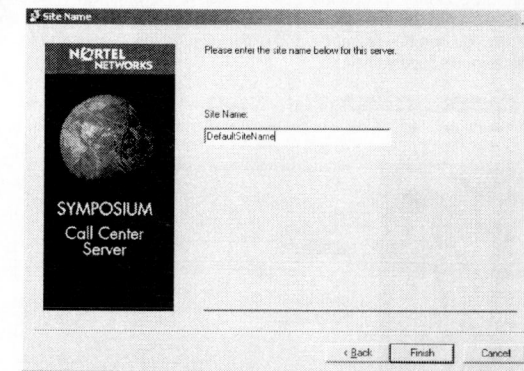 Site Name
NORTEL
NETWORKS
SYMPOSIUM
Call Center
Server
Please enter the site name below for this server.
Site Name:
DefaultSiteName
< Back
Finish
Cancel